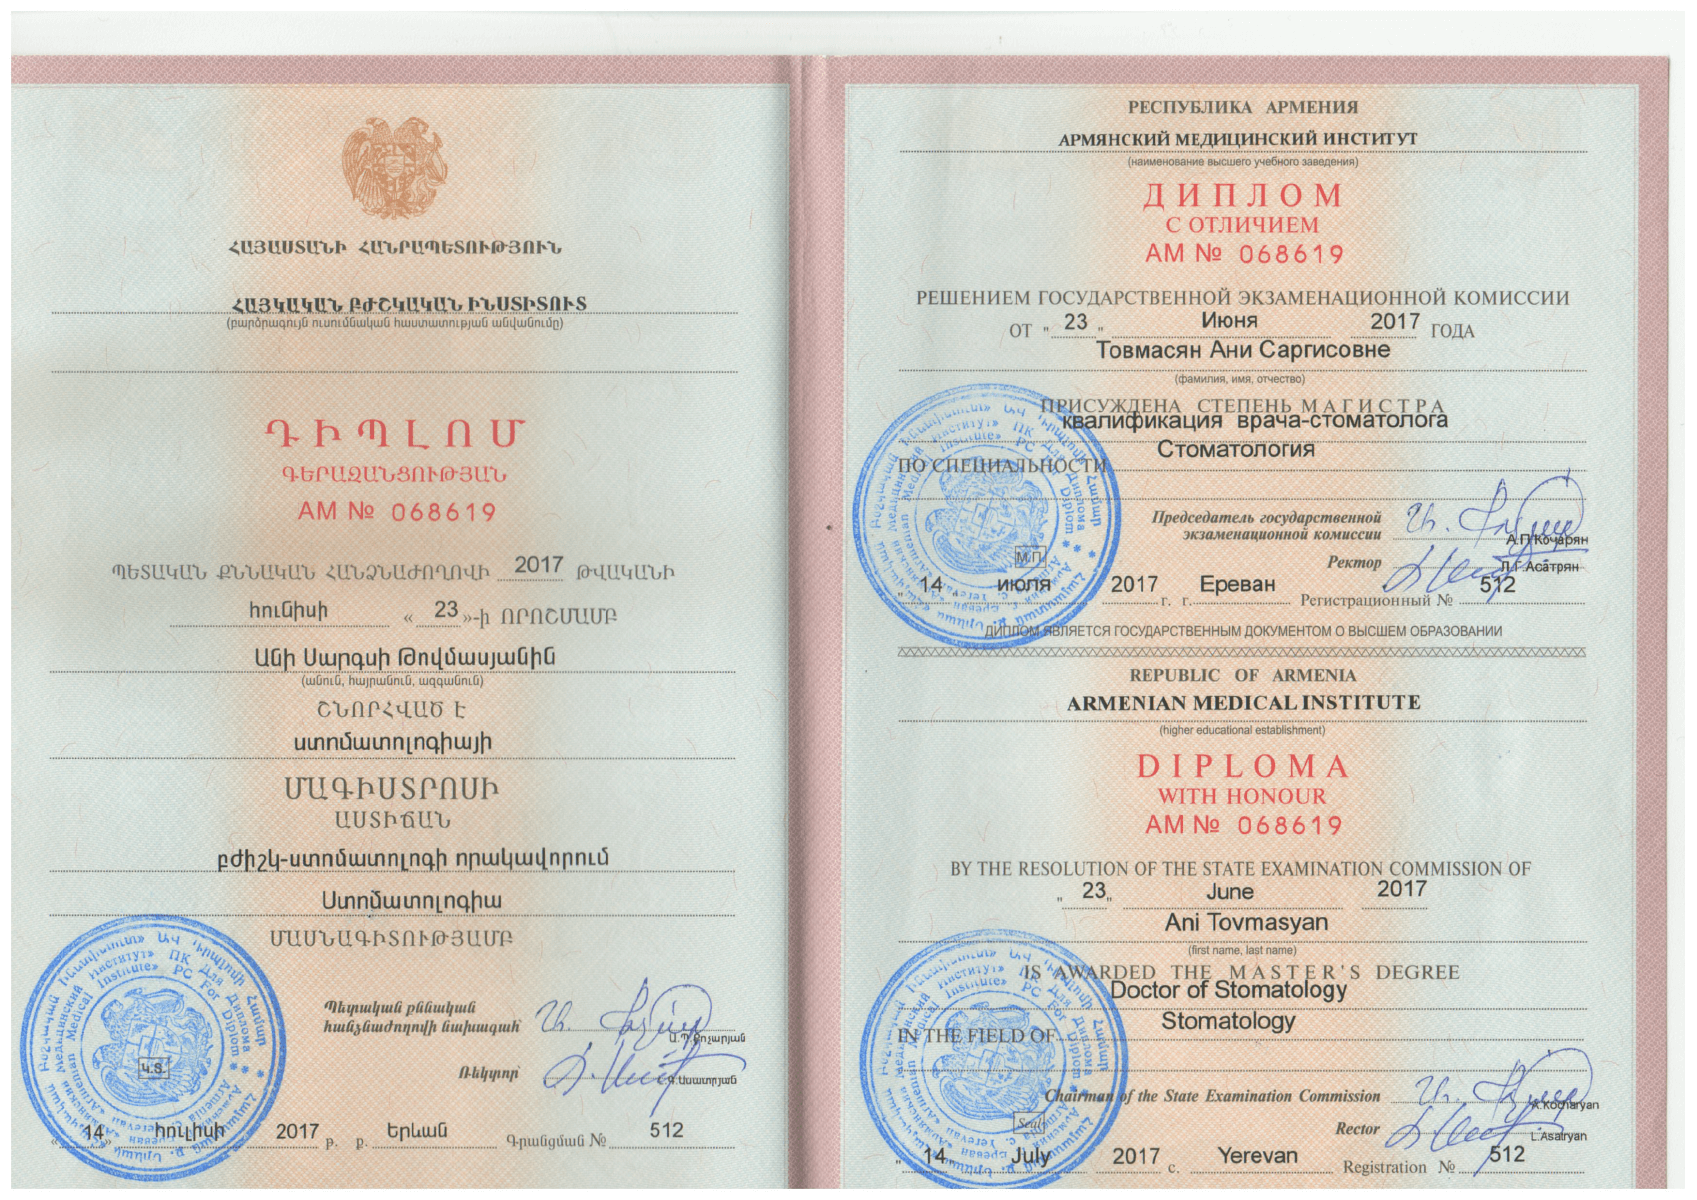 ՀԱՅԱՍՏԱՆԻ ՀԱՆՐԱՊԵՏՈՒԹՅՈՒՆ
ՀԱՅԿԱԿԱՆ ԲԺՇԿԱԿԱՆ ԻՆՍՏԻՏՈՒՏ
(բարձրագույն ուսումնական հաստատության անվանումը)
ԴԻՊԼՈՄ
ԳԵՐԱԶԱՆՑՈՒԹՅԱՆ
AM № 068619
ՊԵՏԱԿԱՆ ՔՆՆԱԿԱՆ ՀԱՆՁՆԱԺՈՂՈՎԻ 2017 ԹՎԱԿԱՆԻ
հունիսի « 23 »-ի ՈՐՈՇՄԱՄԲ
Անի Սարգսի Թովմասյանին
(անուն, հայրանուն, ազգանուն)
ՇՆՈՐՀՎԱԾ Է
ստոմատոլոգիայի
ՄԱԳԻՍՏՐՈՍԻ
ԱՍՏԻՃԱՆ
բժիշկ-ստոմատոլոգի որակավորում
Ստոմատոլոգիա
ՄԱՍՆԱԳԻՏՈՒԹՅԱՄԲ
Պետական քննական
հանձնաժողովի նախագահ
Ա.Պ.Քոչարյան
Ռեկտոր
Գ.Ասատրյան
Կ.Տ.
« 14 » հուլիսի 2017 թ. ք. Երևան Գրանցման № 512
РЕСПУБЛИКА АРМЕНИЯ
АРМЯНСКИЙ МЕДИЦИНСКИЙ ИНСТИТУТ
(наименование высшего учебного заведения)
ДИПЛОМ
С ОТЛИЧИЕМ
АМ № 068619
РЕШЕНИЕМ ГОСУДАРСТВЕННОЙ ЭКЗАМЕНАЦИОННОЙ КОМИССИИ
ОТ " 23 " Июня 2017 ГОДА
Товмасян Ани Саргисовне
(фамилия, имя, отчество)
ПРИСУЖДЕНА СТЕПЕНЬ МАГИСТРА
квалификация врача-стоматолога
Стоматология
ПО СПЕЦИАЛЬНОСТИ
Председатель государственной
экзаменационной комиссии
А.П.Кочарян
Ректор
Л.Г.Асатрян
М.П.
" 14 июля 2017 г. г. Ереван Регистрационный № 512
ДИПЛОМ ЯВЛЯЕТСЯ ГОСУДАРСТВЕННЫМ ДОКУМЕНТОМ О ВЫСШЕМ ОБРАЗОВАНИИ
REPUBLIC OF ARMENIA
ARMENIAN MEDICAL INSTITUTE
(higher educational establishment)
DIPLOMA
WITH HONOUR
AM № 068619
BY THE RESOLUTION OF THE STATE EXAMINATION COMMISSION OF
" 23 " June 2017
Ani Tovmasyan
(first name, last name)
IS AWARDED THE MASTER'S DEGREE
Doctor of Stomatology
Stomatology
IN THE FIELD OF
Chairman of the State Examination Commission
A.Kocharyan
Rector
L.Asatryan
Seal
" 14 July 2017 c. Yerevan Registration № 512